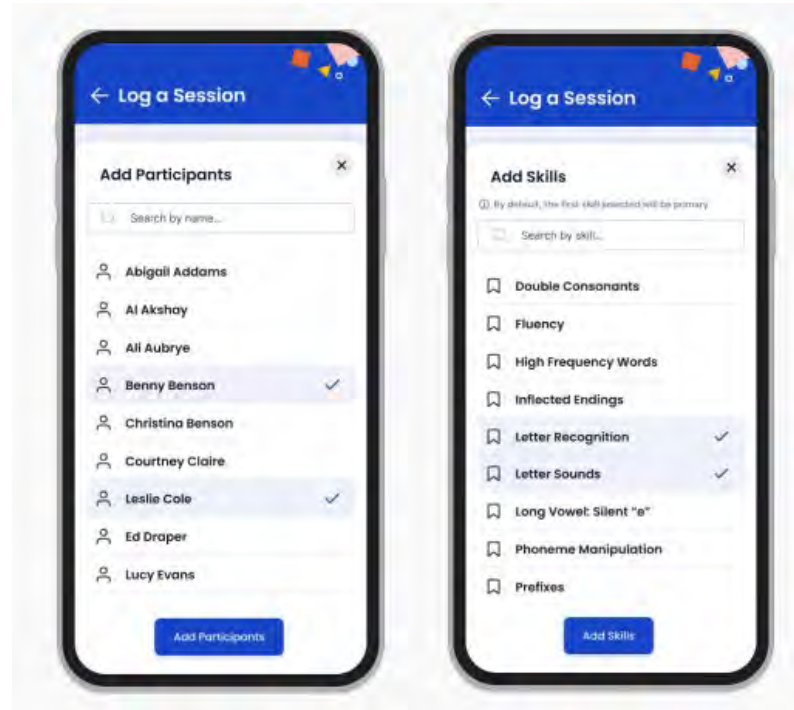 ← Log a Session
Add Participants
Search by name...
Abigail Addams
Al Akshay
Ali Aubrye
Benny Benson
Christina Benson
Courtney Claire
Leslie Cole
Ed Draper
Lucy Evans
Add Participants
← Log a Session
Add Skills
By default, the first skill selected will be primary
Search by skill...
Double Consonants
Fluency
High Frequency Words
Inflected Endings
Letter Recognition
Letter Sounds
Long Vowel: Silent "e"
Phoneme Manipulation
Prefixes
Add Skills